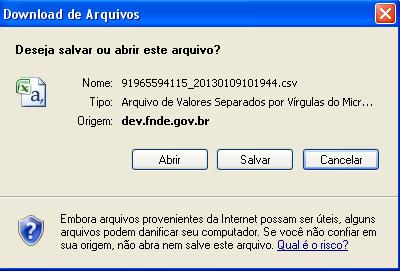 Download de Arquivos
Deseja salvar ou abrir este arquivo?
Nome: 91965594115_20130109101944.csv
Tipo: Arquivo de Valores Separados por Vírgulas do Micr...
Origem: dev.fnde.gov.br
Abrir Salvar Cancelar
Embora arquivos provenientes da Internet possam ser úteis, alguns
arquivos podem danificar seu computador. Se você não confiar em
sua origem, não abra nem salve este arquivo. Qual é o risco?